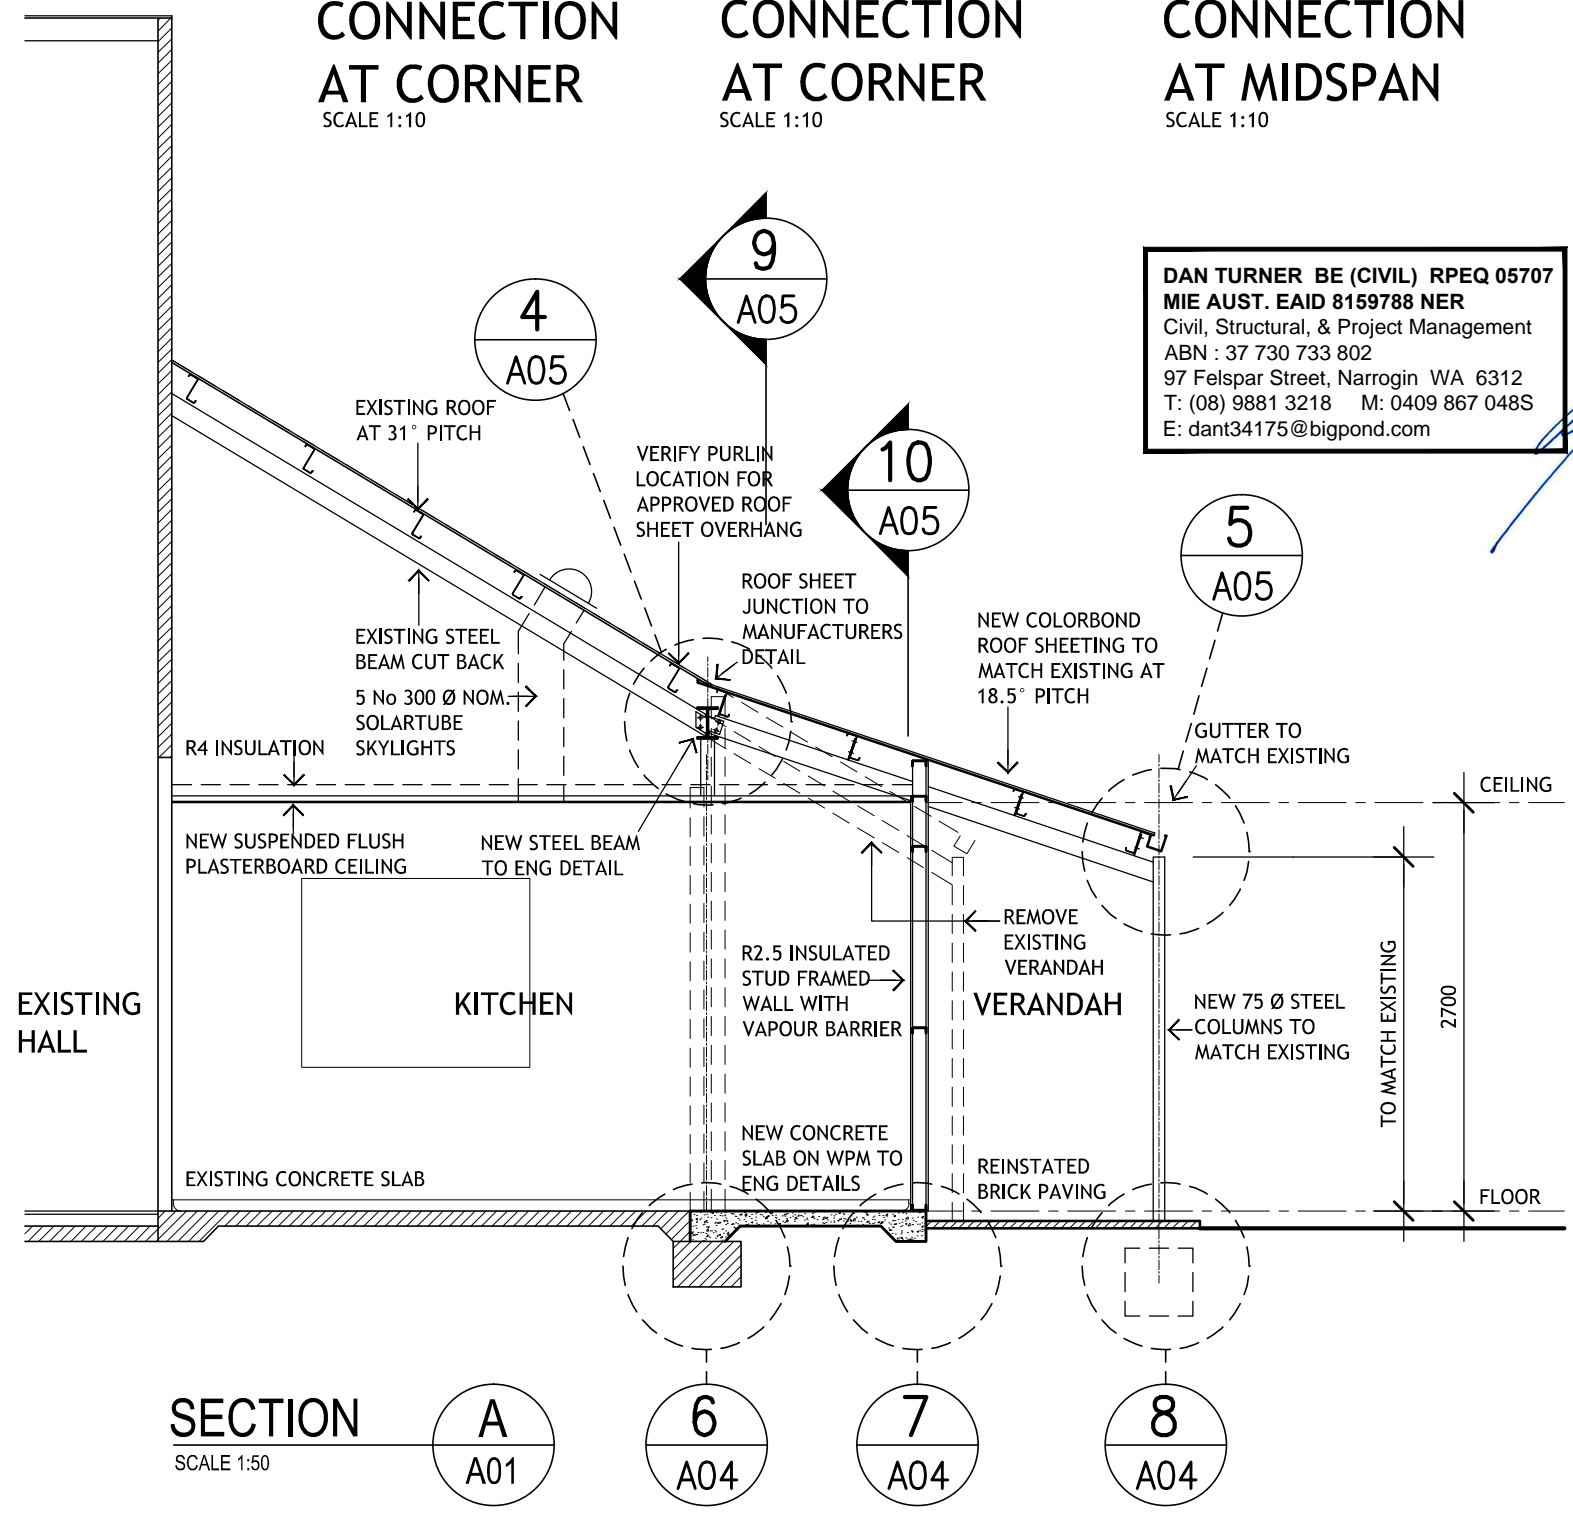 CONNECTION
AT CORNER
SCALE 1:10
CONNECTION
AT CORNER
SCALE 1:10
CONNECTION
AT MIDSPAN
SCALE 1:10
9
A05
4
A05
DAN TURNER BE (CIVIL) RPEQ 05707
MIE AUST. EAID 8159788 NER
Civil, Structural, & Project Management
ABN : 37 730 733 802
97 Felspar Street, Narrogin WA 6312
T: (08) 9881 3218 M: 0409 867 048S
E: dant34175@bigpond.com
EXISTING ROOF
AT 31° PITCH
VERIFY PURLIN
LOCATION FOR
APPROVED ROOF
SHEET OVERHANG
10
A05
5
A05
ROOF SHEET
JUNCTION TO
MANUFACTURERS
DETAIL
NEW COLORBOND
ROOF SHEETING TO
MATCH EXISTING AT
18.5° PITCH
EXISTING STEEL
BEAM CUT BACK
5 No 300 Ø NOM.
SOLARTUBE
SKYLIGHTS
R4 INSULATION
GUTTER TO
MATCH EXISTING
CEILING
NEW SUSPENDED FLUSH
PLASTERBOARD CEILING
NEW STEEL BEAM
TO ENG DETAIL
REMOVE
EXISTING
VERANDAH
R2.5 INSULATED
STUD FRAMED
WALL WITH
VAPOUR BARRIER
EXISTING
HALL
KITCHEN
VERANDAH
NEW 75 Ø STEEL
COLUMNS TO
MATCH EXISTING
TO MATCH EXISTING
2700
NEW CONCRETE
SLAB ON WPM TO
ENG DETAILS
EXISTING CONCRETE SLAB
REINSTATED
BRICK PAVING
FLOOR
SECTION
SCALE 1:50
A
A01
6
A04
7
A04
8
A04